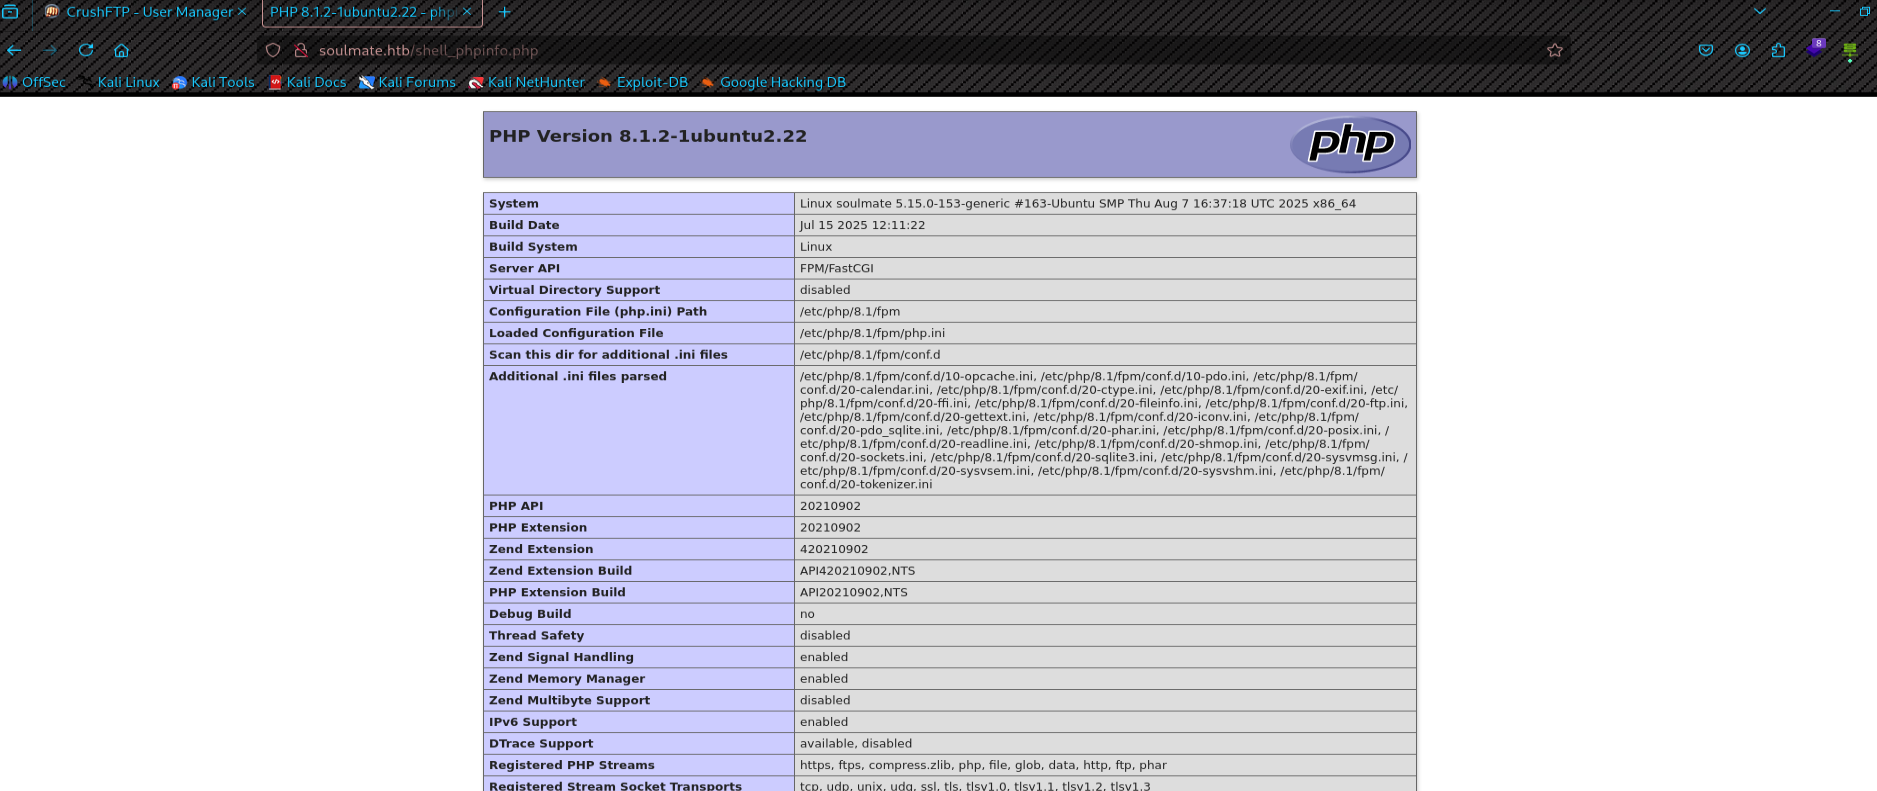 CrushFTP - User Manager
PHP 8.1.2-1ubuntu2.22 - php
soulmate.htb/shell_phpinfo.php
8
OffSec Kali Linux Kali Tools Kali Docs Kali Forums Kali NetHunter Exploit-DB Google Hacking DB
PHP Version 8.1.2-1ubuntu2.22
php
System Linux soulmate 5.15.0-153-generic #163-Ubuntu SMP Thu Aug 7 16:37:18 UTC 2025 x86_64
Build Date Jul 15 2025 12:11:22
Build System Linux
Server API FPM/FastCGI
Virtual Directory Support disabled
Configuration File (php.ini) Path /etc/php/8.1/fpm
Loaded Configuration File /etc/php/8.1/fpm/php.ini
Scan this dir for additional .ini files /etc/php/8.1/fpm/conf.d
Additional .ini files parsed /etc/php/8.1/fpm/conf.d/10-opcache.ini, /etc/php/8.1/fpm/conf.d/10-pdo.ini, /etc/php/8.1/fpm/
conf.d/20-calendar.ini, /etc/php/8.1/fpm/conf.d/20-ctype.ini, /etc/php/8.1/fpm/conf.d/20-exif.ini, /etc/
php/8.1/fpm/conf.d/20-ffi.ini, /etc/php/8.1/fpm/conf.d/20-fileinfo.ini, /etc/php/8.1/fpm/conf.d/20-ftp.ini,
/etc/php/8.1/fpm/conf.d/20-gettext.ini, /etc/php/8.1/fpm/conf.d/20-iconv.ini, /etc/php/8.1/fpm/
conf.d/20-pdo_sqlite.ini, /etc/php/8.1/fpm/conf.d/20-phar.ini, /etc/php/8.1/fpm/conf.d/20-posix.ini, /
etc/php/8.1/fpm/conf.d/20-readline.ini, /etc/php/8.1/fpm/conf.d/20-shmop.ini, /etc/php/8.1/fpm/
conf.d/20-sockets.ini, /etc/php/8.1/fpm/conf.d/20-sqlite3.ini, /etc/php/8.1/fpm/conf.d/20-sysvmsg.ini, /
etc/php/8.1/fpm/conf.d/20-sysvsem.ini, /etc/php/8.1/fpm/conf.d/20-sysvshm.ini, /etc/php/8.1/fpm/
conf.d/20-tokenizer.ini
PHP API 20210902
PHP Extension 20210902
Zend Extension 420210902
Zend Extension Build API420210902,NTS
PHP Extension Build API20210902,NTS
Debug Build no
Thread Safety disabled
Zend Signal Handling enabled
Zend Memory Manager enabled
Zend Multibyte Support disabled
IPv6 Support enabled
DTrace Support available, disabled
Registered PHP Streams https, ftps, compress.zlib, php, file, glob, data, http, ftp, phar
Registered Stream Socket Transports tcp, udp, unix, udg, ssl, tls, tlsv1.0, tlsv1.1, tlsv1.2, tlsv1.3